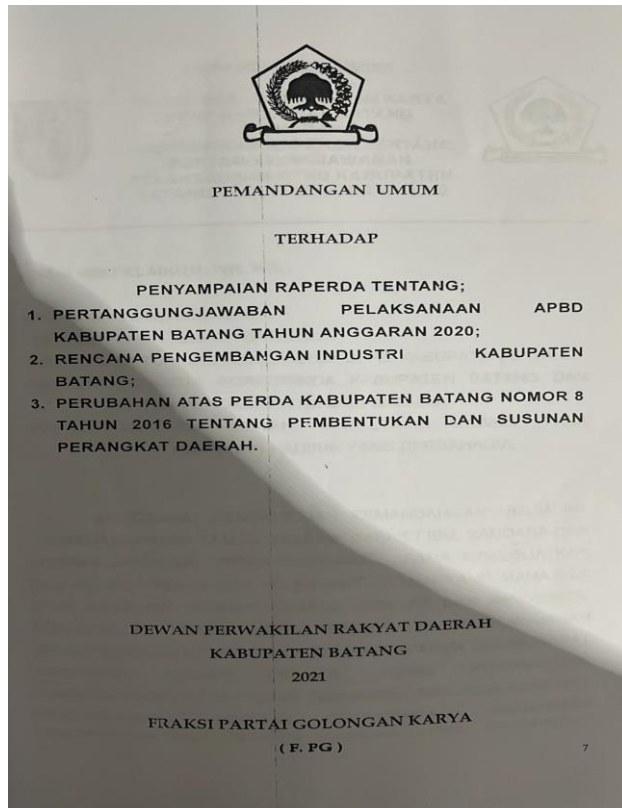 PEMANDANGAN UMUM
TERHADAP
PENYAMPAIAN RAPERDA TENTANG;
1. PERTANGGUNGJAWABAN PELAKSANAAN APBD
KABUPATEN BATANG TAHUN ANGGARAN 2020;
2. RENCANA PENGEMBANGAN INDUSTRI KABUPATEN
BATANG;
3. PERUBAHAN ATAS PERDA KABUPATEN BATANG NOMOR 8
TAHUN 2016 TENTANG PEMBENTUKAN DAN SUSUNAN
PERANGKAT DAERAH.
DEWAN PERWAKILAN RAKYAT DAERAH
KABUPATEN BATANG
2021
FRAKSI PARTAI GOLONGAN KARYA
( F. PG )
7